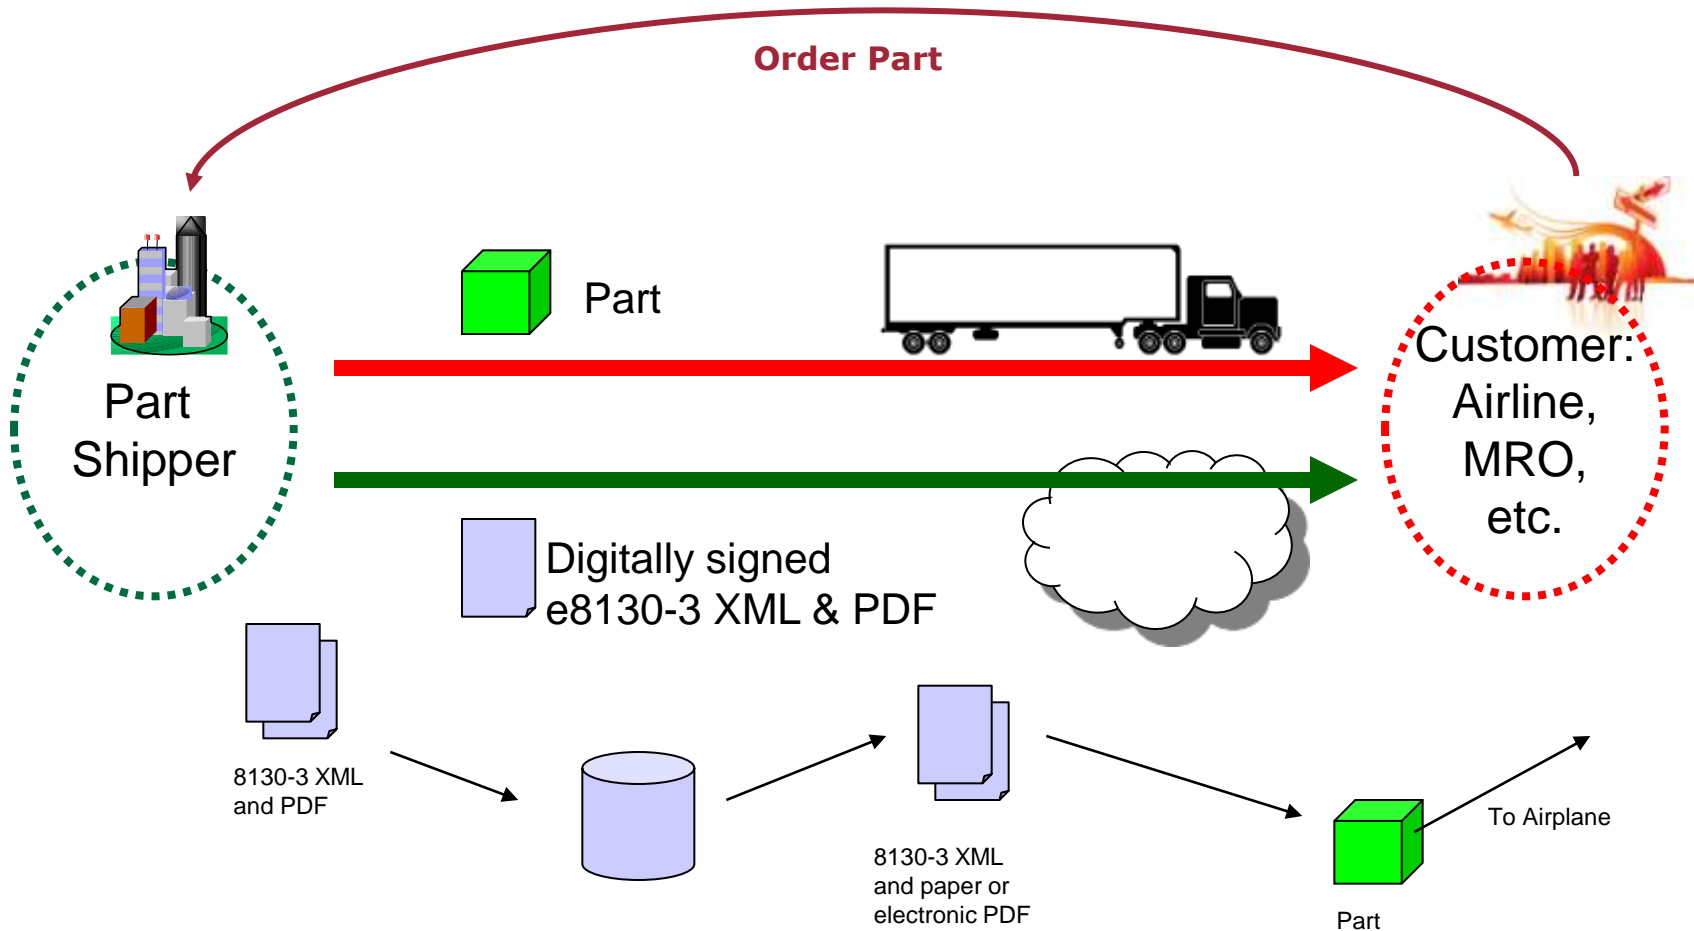 Order Part
Part
Part
Shipper
Customer:
Airline,
MRO,
etc.
Digitally signed
e8130-3 XML & PDF
8130-3 XML
and PDF
8130-3 XML
and paper or
electronic PDF
To Airplane
Part